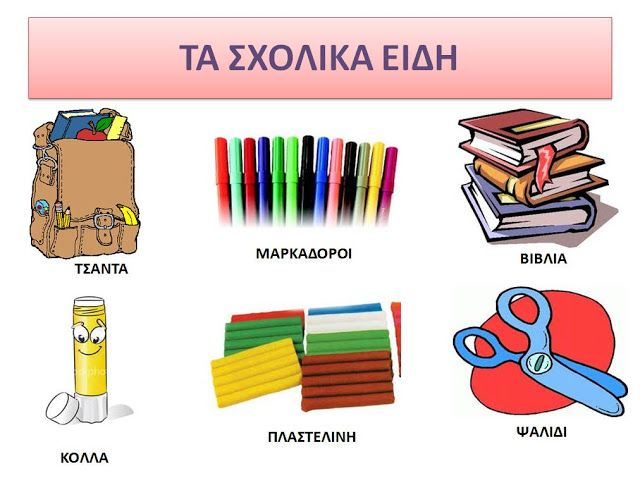 ΤΑ ΣΧΟΛΙΚΑ ΕΙΔΗ
ΤΣΑΝΤΑ
ΜΑΡΚΑΔΟΡΟΙ
ΒΙΒΛΙΑ
ΚΟΛΛΑ
ΠΛΑΣΤΕΛΙΝΗ
ΨΑΛΙΔΙ